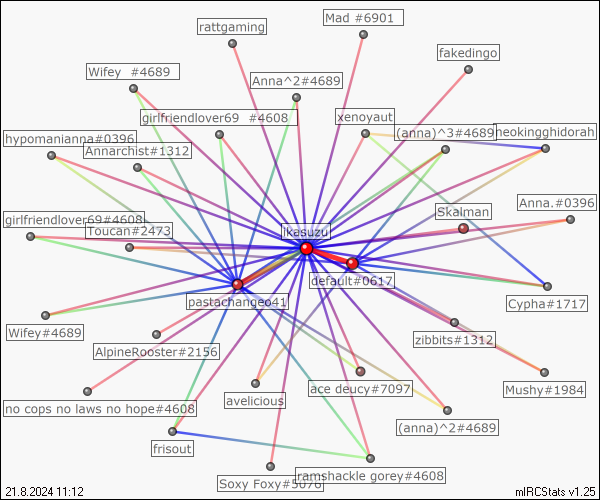 Mad #6901
rattgaming
fakedingo
Wifey  #4689
Anna^2#4689
girlfriendlover69  #4608
xenoyaut
(anna)^3#4689
neokingghidorah
hypomanianna#0396
Annarchist#1312
Skalman
Anna.#0396
girlfriendlover69#4608
Toucan#2473
ikesuzu
default#0617
pastachangeo41
Cypha#1717
Wifey#4689
zibbits#1312
AlpineRooster#2156
ace deucy#7097
Mushy#1984
no cops no laws no hope#4608
avelicious
(anna)^2#4689
frisout
ramshackle gorey#4608
Soxy Foxy#5076
21.8.2024 11:12
mIRCStats v1.25